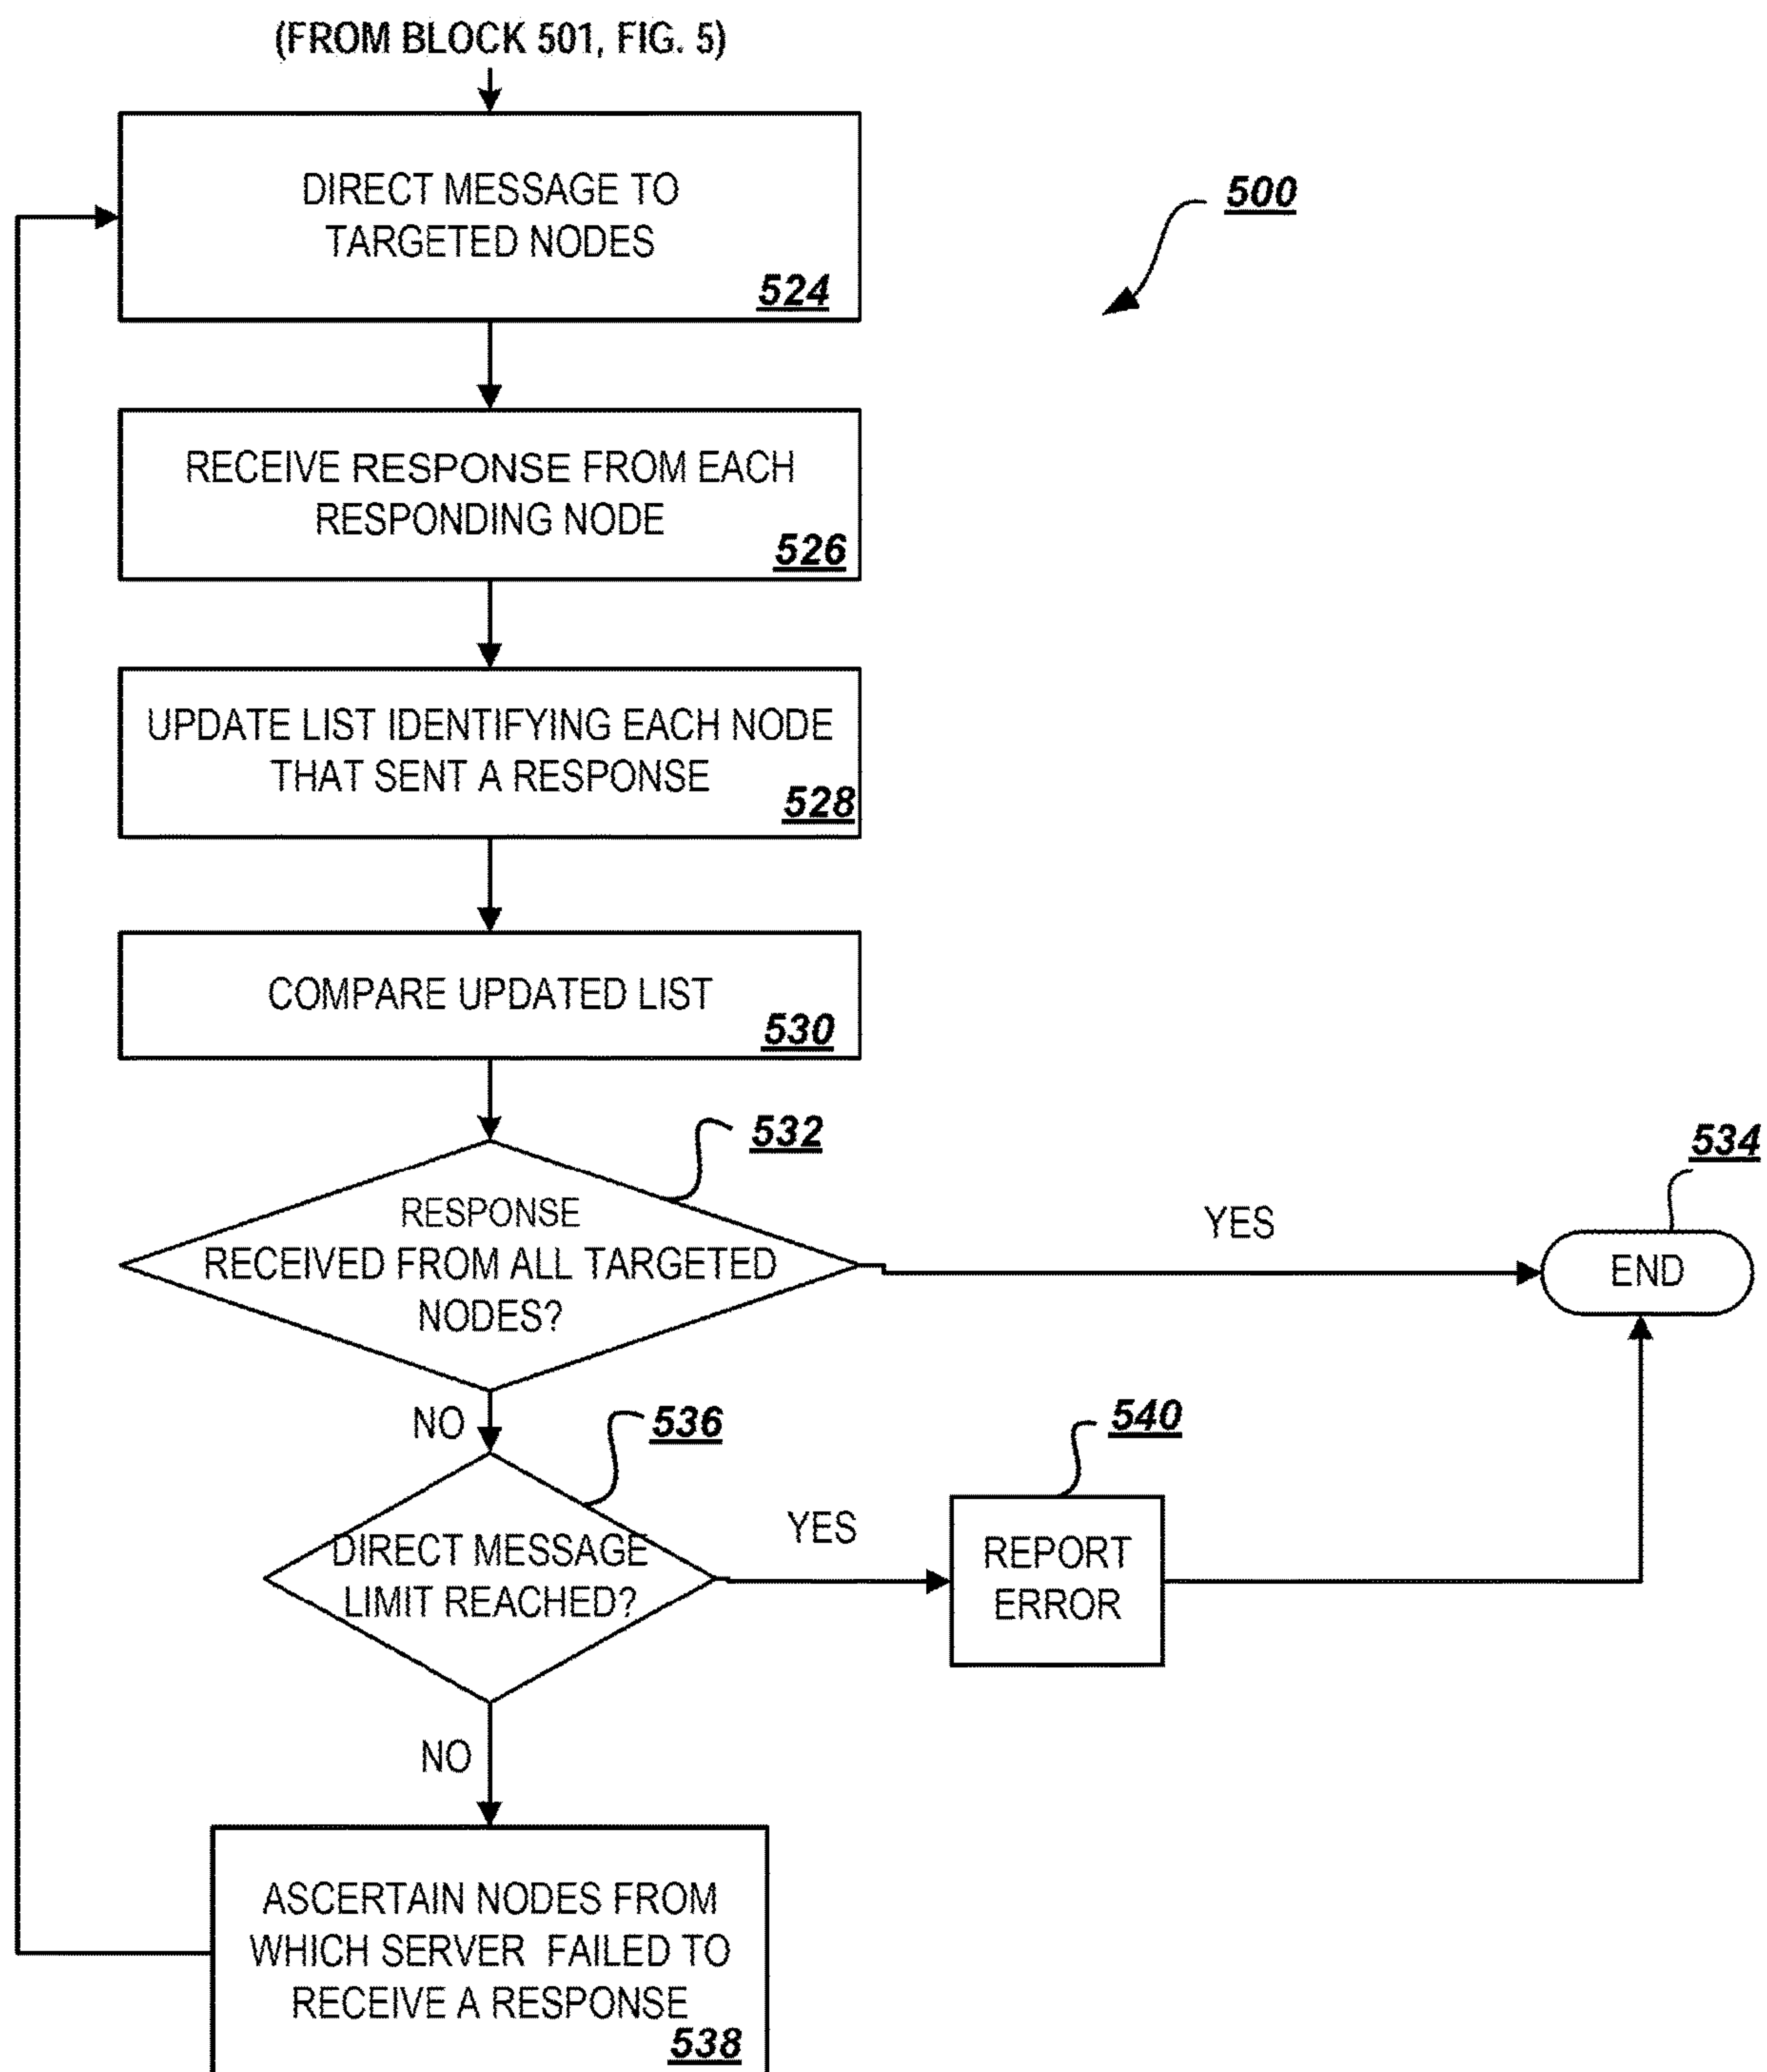 (FROM BLOCK 501, FIG. 5)
DIRECT MESSAGE TO
TARGETED NODES
524
500
RECEIVE RESPONSE FROM EACH
RESPONDING NODE
526
UPDATE LIST IDENTIFYING EACH NODE
THAT SENT A RESPONSE
528
COMPARE UPDATED LIST
530
532
RESPONSE
RECEIVED FROM ALL TARGETED
NODES?
YES
534
END
NO
536
DIRECT MESSAGE
LIMIT REACHED?
YES
540
REPORT
ERROR
NO
ASCERTAIN NODES FROM
WHICH SERVER FAILED TO
RECEIVE A RESPONSE
538